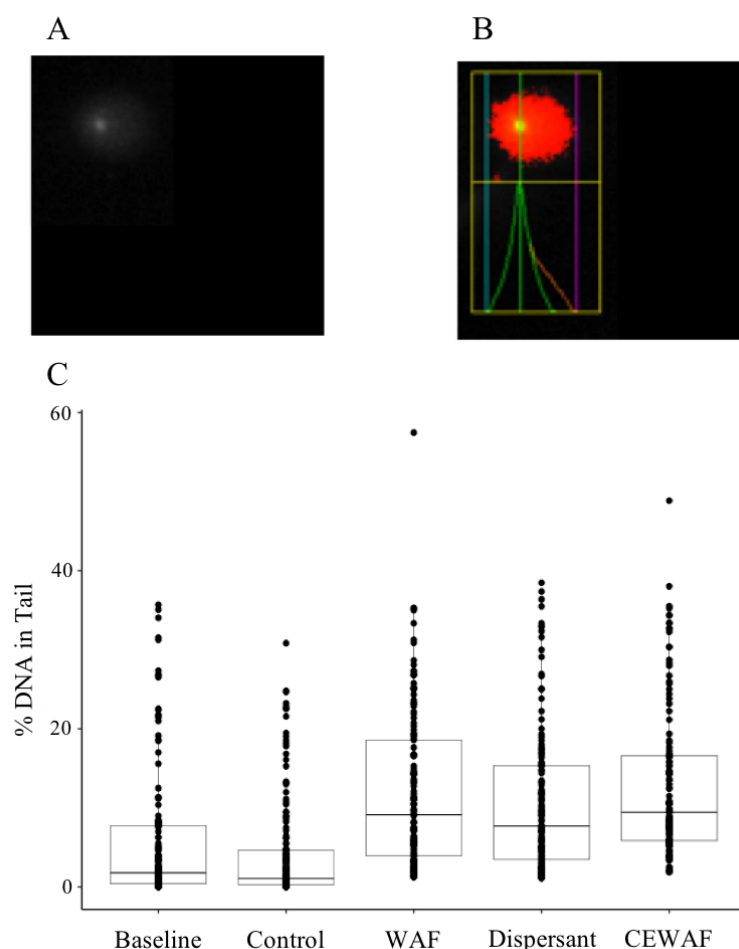 A
B
C
% DNA in Tail
60
40
20
0
Baseline Control WAF Dispersant CEWAF